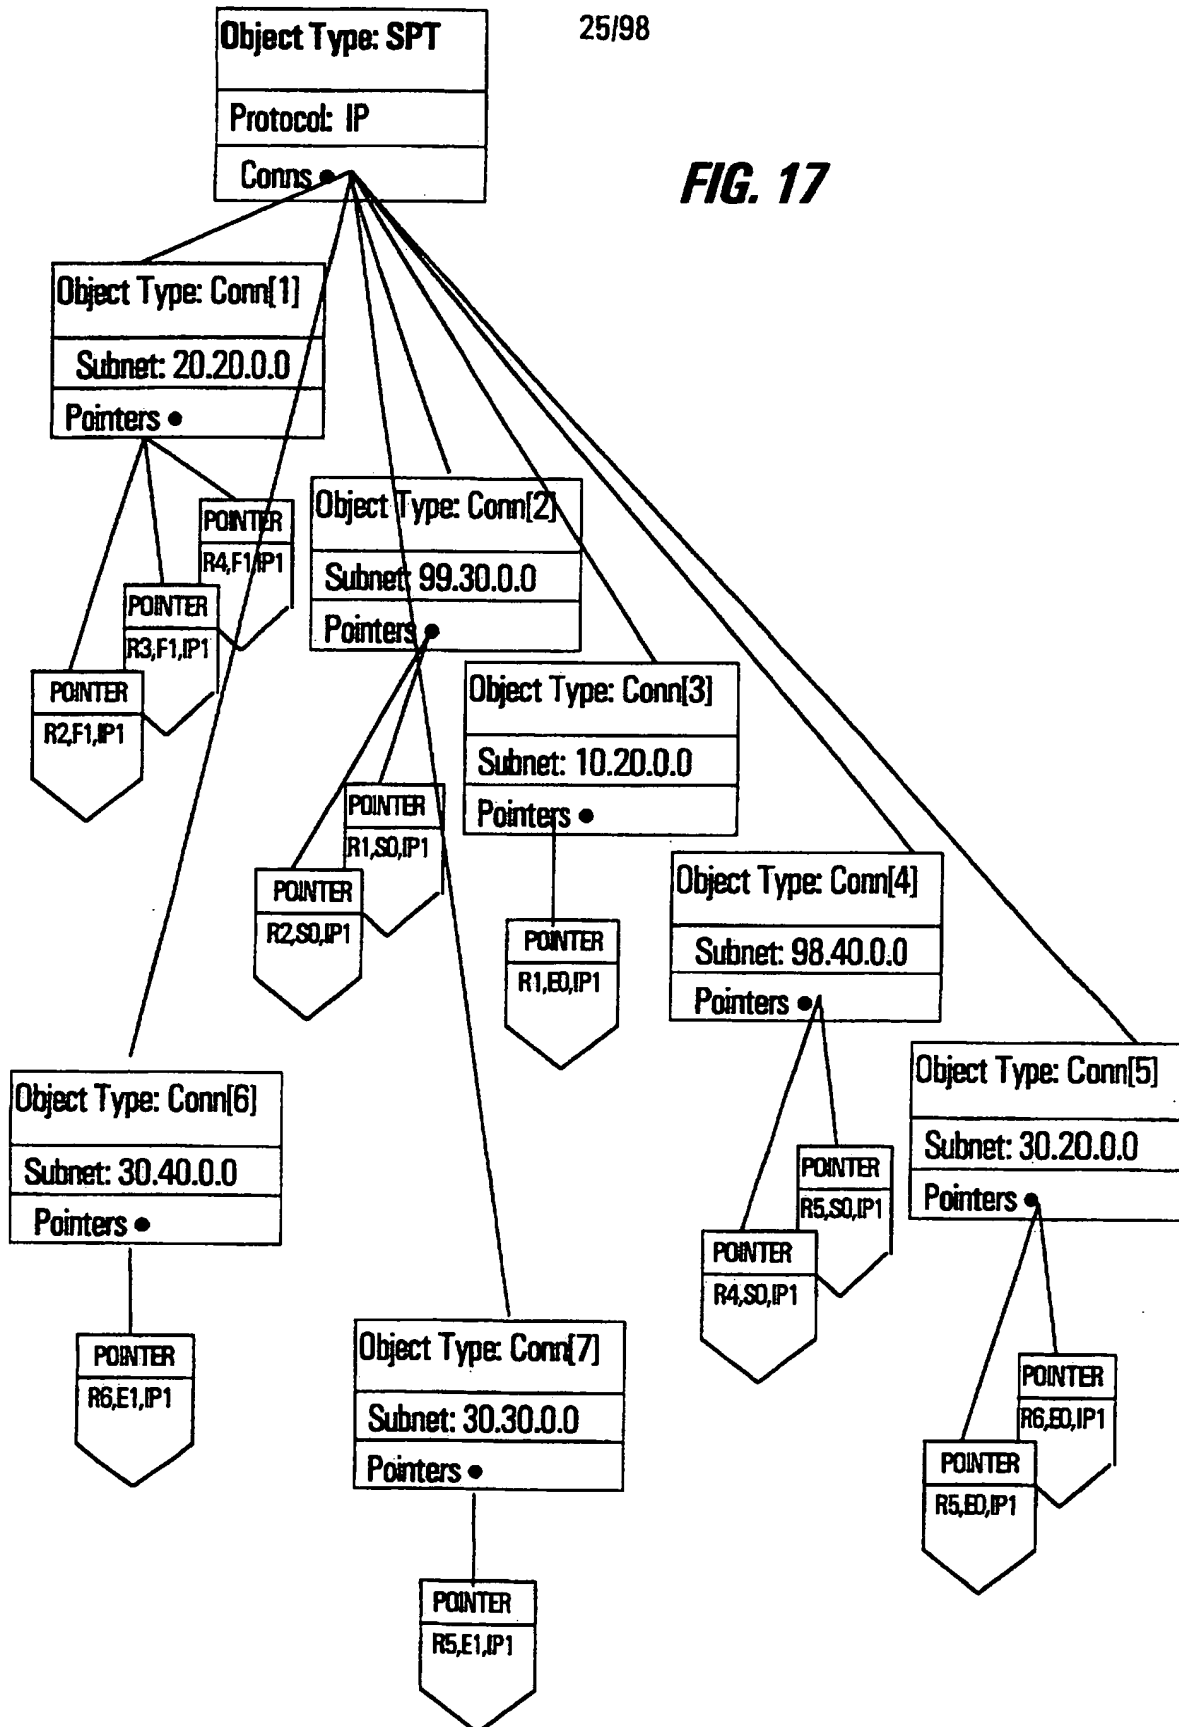 25/98
Object Type: SPT
Protocol: IP
Conns
FIG. 17
Object Type: Conn[1]
Subnet: 20.20.0.0
Pointers
POINTER
R4,F1,IP1
POINTER
R3,F1,IP1
POINTER
R2,F1,IP1
Object Type: Conn[2]
Subnet: 99.30.0.0
Pointers
POINTER
R1,S0,IP1
POINTER
R2,S0,IP1
Object Type: Conn[3]
Subnet: 10.20.0.0
Pointers
POINTER
R1,E0,IP1
Object Type: Conn[4]
Subnet: 98.40.0.0
Pointers
POINTER
R5,S0,IP1
POINTER
R4,S0,IP1
Object Type: Conn[5]
Subnet: 30.20.0.0
Pointers
POINTER
R6,E0,IP1
POINTER
R5,E0,IP1
Object Type: Conn[6]
Subnet: 30.40.0.0
Pointers
POINTER
R6,E1,IP1
Object Type: Conn[7]
Subnet: 30.30.0.0
Pointers
POINTER
R5,E1,IP1